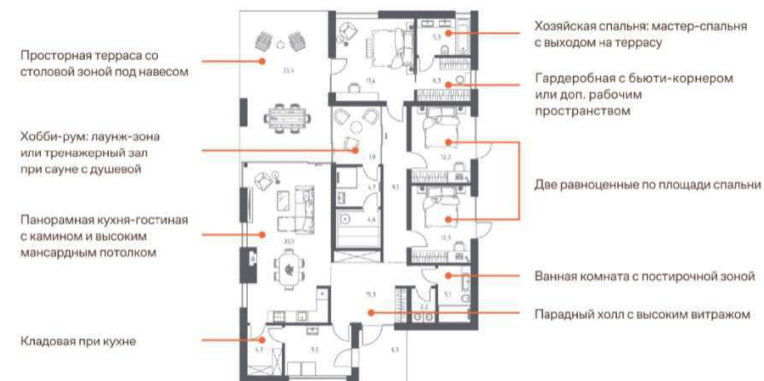 Просторная терраса со
столовой зоной под навесом
Хобби-рум: лаунж-зона
или тренажерный зал
при сауне с душевой
Панорамная кухня-гостиная
с камином и высоким
мансардным потолком
Кладовая при кухне
Хозяйская спальня: мастер-спальня
с выходом на террасу
Гардеробная с бьюти-корнером
или доп. рабочим
пространством
Две равноценные по площади спальни
Ванная комната с постирочной зоной
Парадный холл с высоким витражом